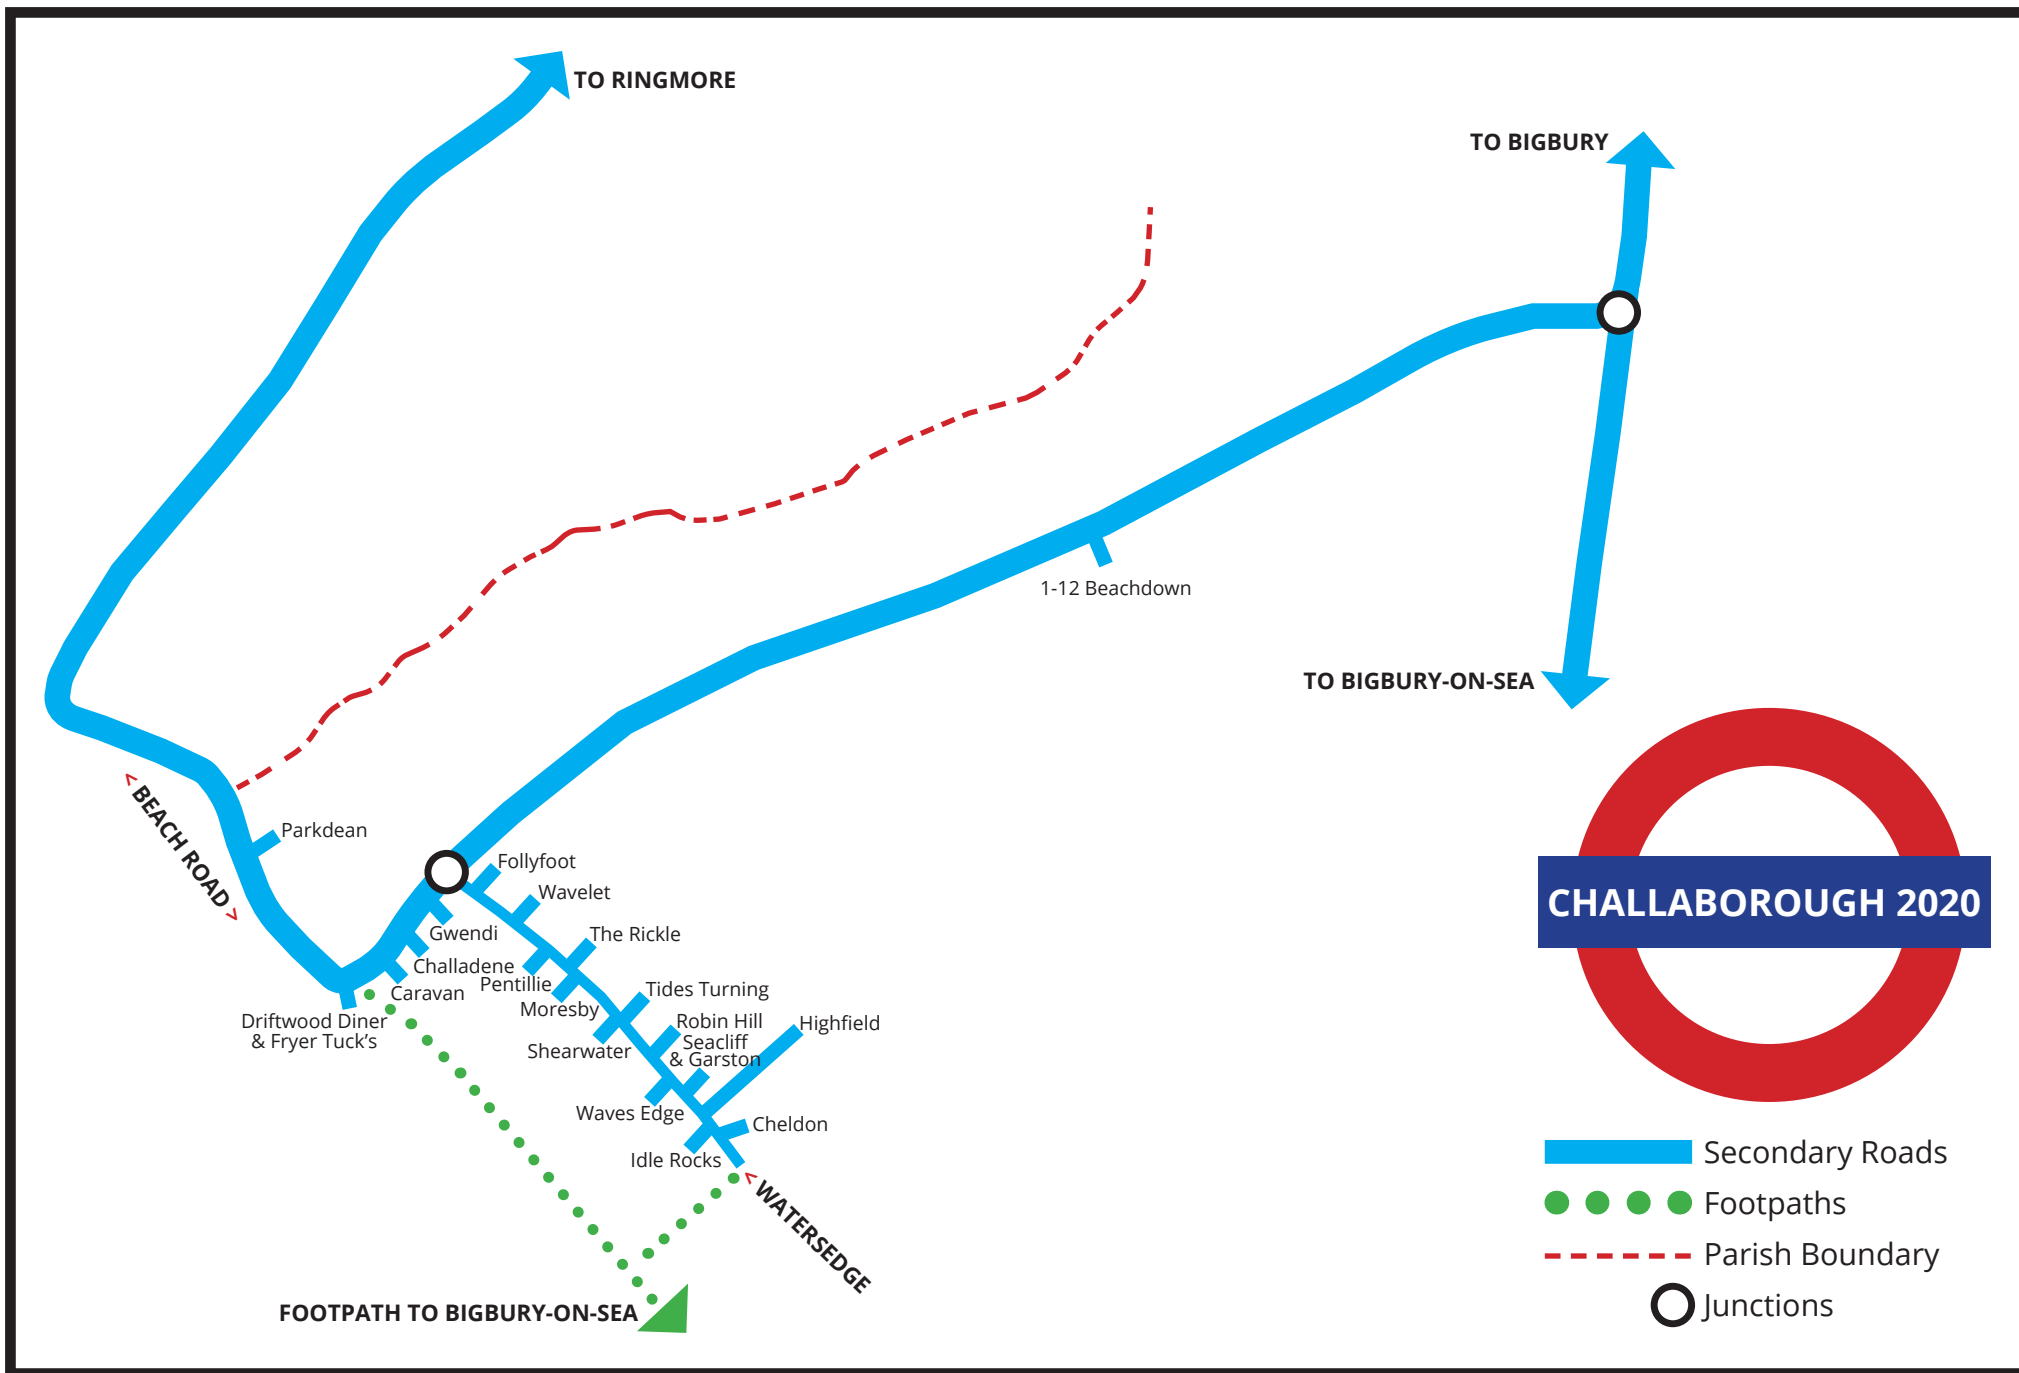 TO RINGMORE
TO BIGBURY
1-12 Beachdown
TO BIGBURY-ON-SEA
< BEACH ROAD >
Parkdean
Follyfoot
Wavelet
Gwendi
The Rickle
Challadene
Pentillie
Caravan
Moresby
Tides Turning
Driftwood Diner
& Fryer Tuck's
Shearwater
Robin Hill
Seacliff
& Garston
Highfield
Waves Edge
Cheldon
Idle Rocks
< WATERSEDGE
FOOTPATH TO BIGBURY-ON-SEA
CHALLABOROUGH 2020
Secondary Roads
Footpaths
Parish Boundary
Junctions